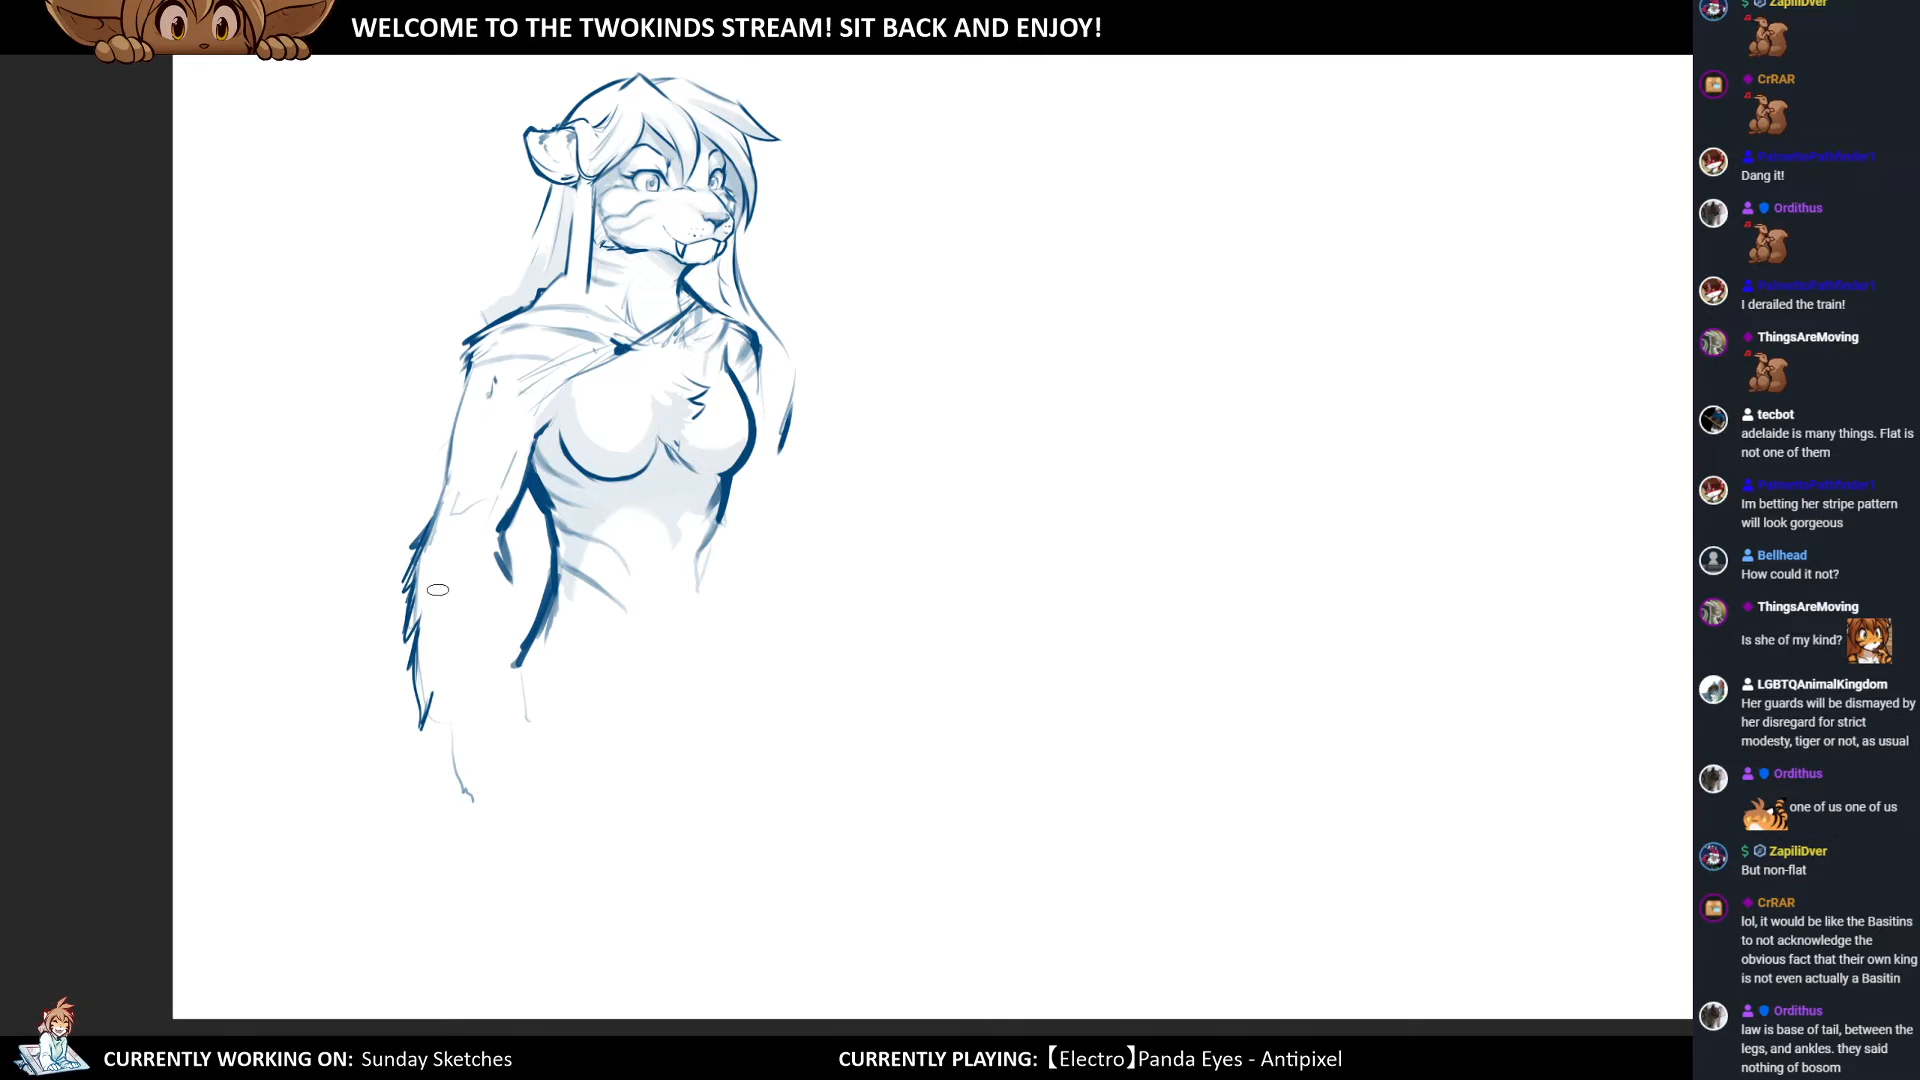 WELCOME TO THE TWOKINDS STREAM! SIT BACK AND ENJOY!
$ ZapiliDver
CrRAR
PalmettoPathfinder1
Dang it!
Ordithus
PalmettoPathfinder1
I derailed the train!
ThingsAreMoving
tecbot
adelaide is many things. Flat is
not one of them
PalmettoPathfinder1
Im betting her stripe pattern
will look gorgeous
Bellhead
How could it not?
ThingsAreMoving
Is she of my kind?
LGBTQAnimalKingdom
Her guards will be dismayed by
her disregard for strict
modesty, tiger or not, as usual
Ordithus
one of us one of us
$ ZapiliDver
But non-flat
CrRAR
lol, it would be like the Basitins
to not acknowledge the
obvious fact that their own king
is not even actually a Basitin
Ordithus
law is base of tail, between the
legs, and ankles. they said
nothing of bosom
CURRENTLY WORKING ON: Sunday Sketches
CURRENTLY PLAYING:【Electro】Panda Eyes - Antipixel